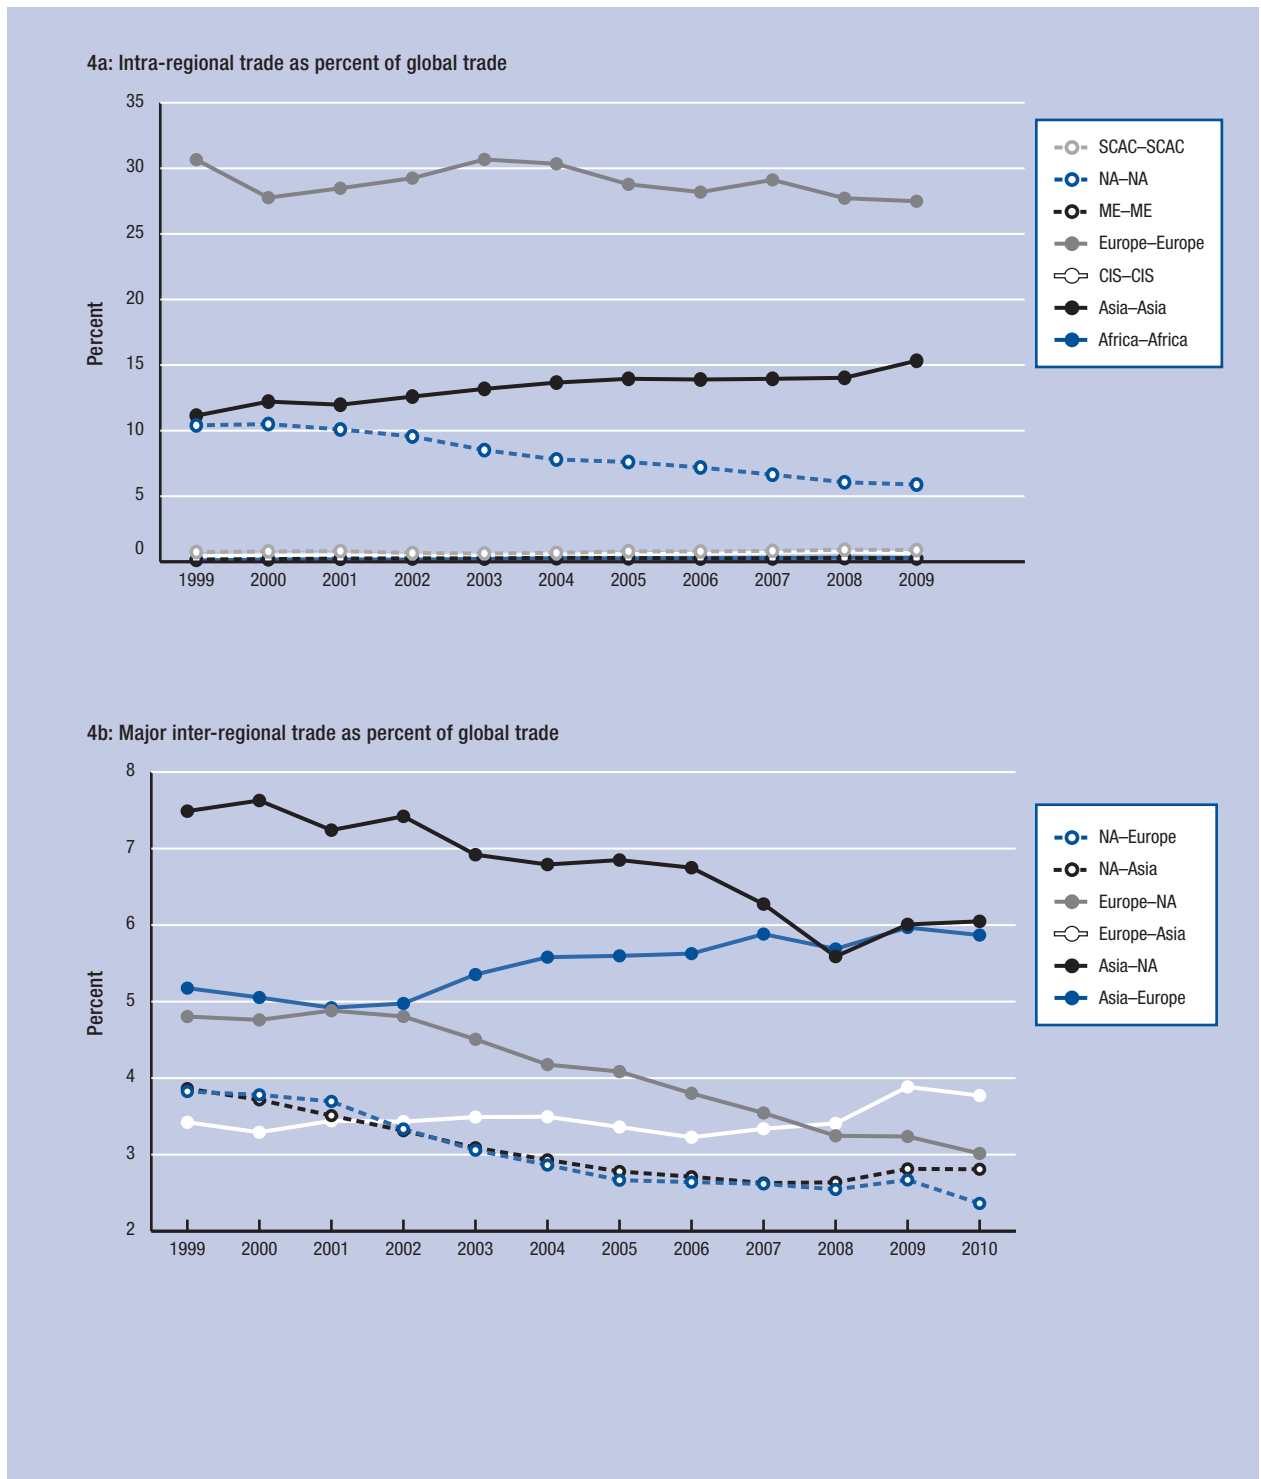 4a: Intra-regional trade as percent of global trade
35
30
25
20
15
10
5
0
Percent
1999 2000 2001 2002 2003 2004 2005 2006 2007 2008 2009
SCAC–SCAC
NA–NA
ME–ME
Europe–Europe
CIS–CIS
Asia–Asia
Africa–Africa
4b: Major inter-regional trade as percent of global trade
8
7
6
5
4
3
2
Percent
1999 2000 2001 2002 2003 2004 2005 2006 2007 2008 2009 2010
NA–Europe
NA–Asia
Europe–NA
Europe–Asia
Asia–NA
Asia–Europe